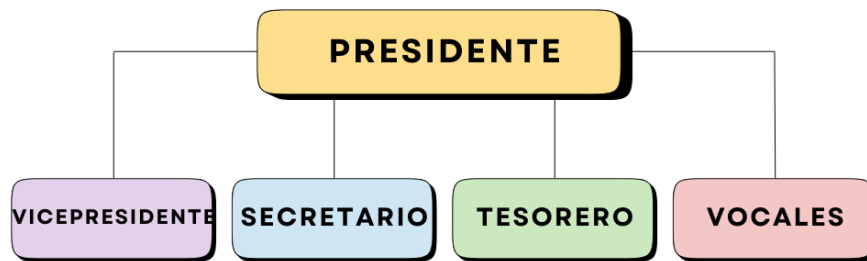 PRESIDENTE
VICEPRESIDENTE
SECRETARIO
TESORERO
VOCALES